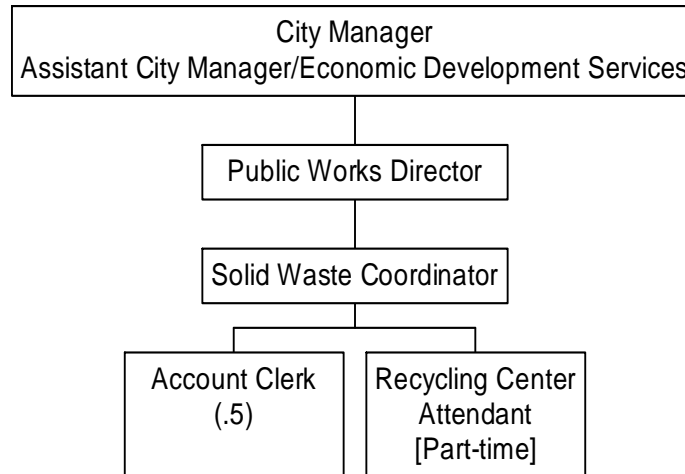 City Manager
Assistant City Manager/Economic Development Services
Public Works Director
Solid Waste Coordinator
Account Clerk
(.5)
Recycling Center
Attendant
[Part-time]